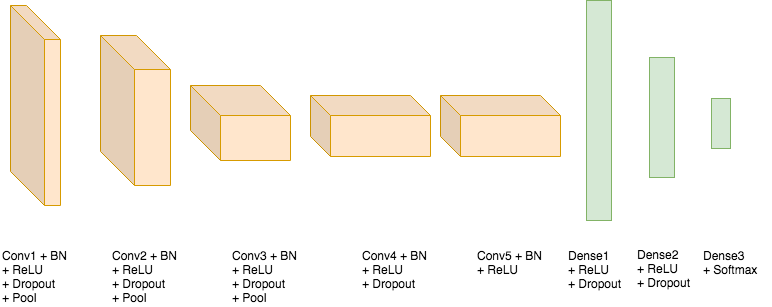 Conv1 + BN
+ ReLU
+ Dropout
+ Pool
Conv2 + BN
+ ReLU
+ Dropout
+ Pool
Conv3 + BN
+ ReLU
+ Dropout
+ Pool
Conv4 + BN
+ ReLU
+ Dropout
Conv5 + BN
+ ReLU
Dense1
+ ReLU
+ Dropout
Dense2
+ ReLU
+ Dropout
Dense3
+ Softmax